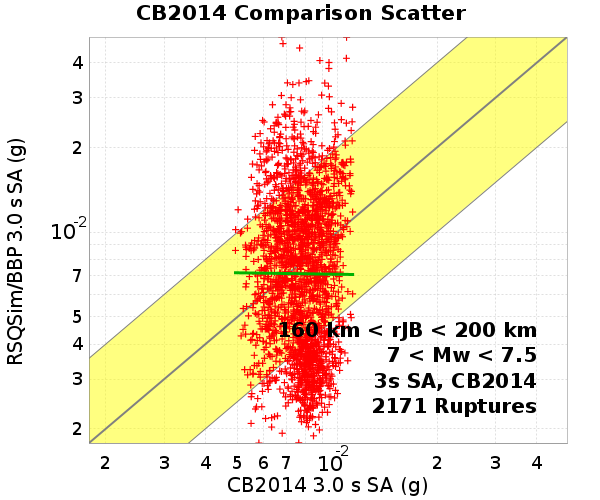 CB2014 Comparison Scatter
RSQSim/BBP 3.0 s SA (g)
4
3
2
10-2
7
5
4
3
2
160 km < rJB < 200 km
7 < Mw < 7.5
3s SA, CB2014
2171 Ruptures
2 3 4 5 6 7 10-2 2 3 4
CB2014 3.0 s SA (g)